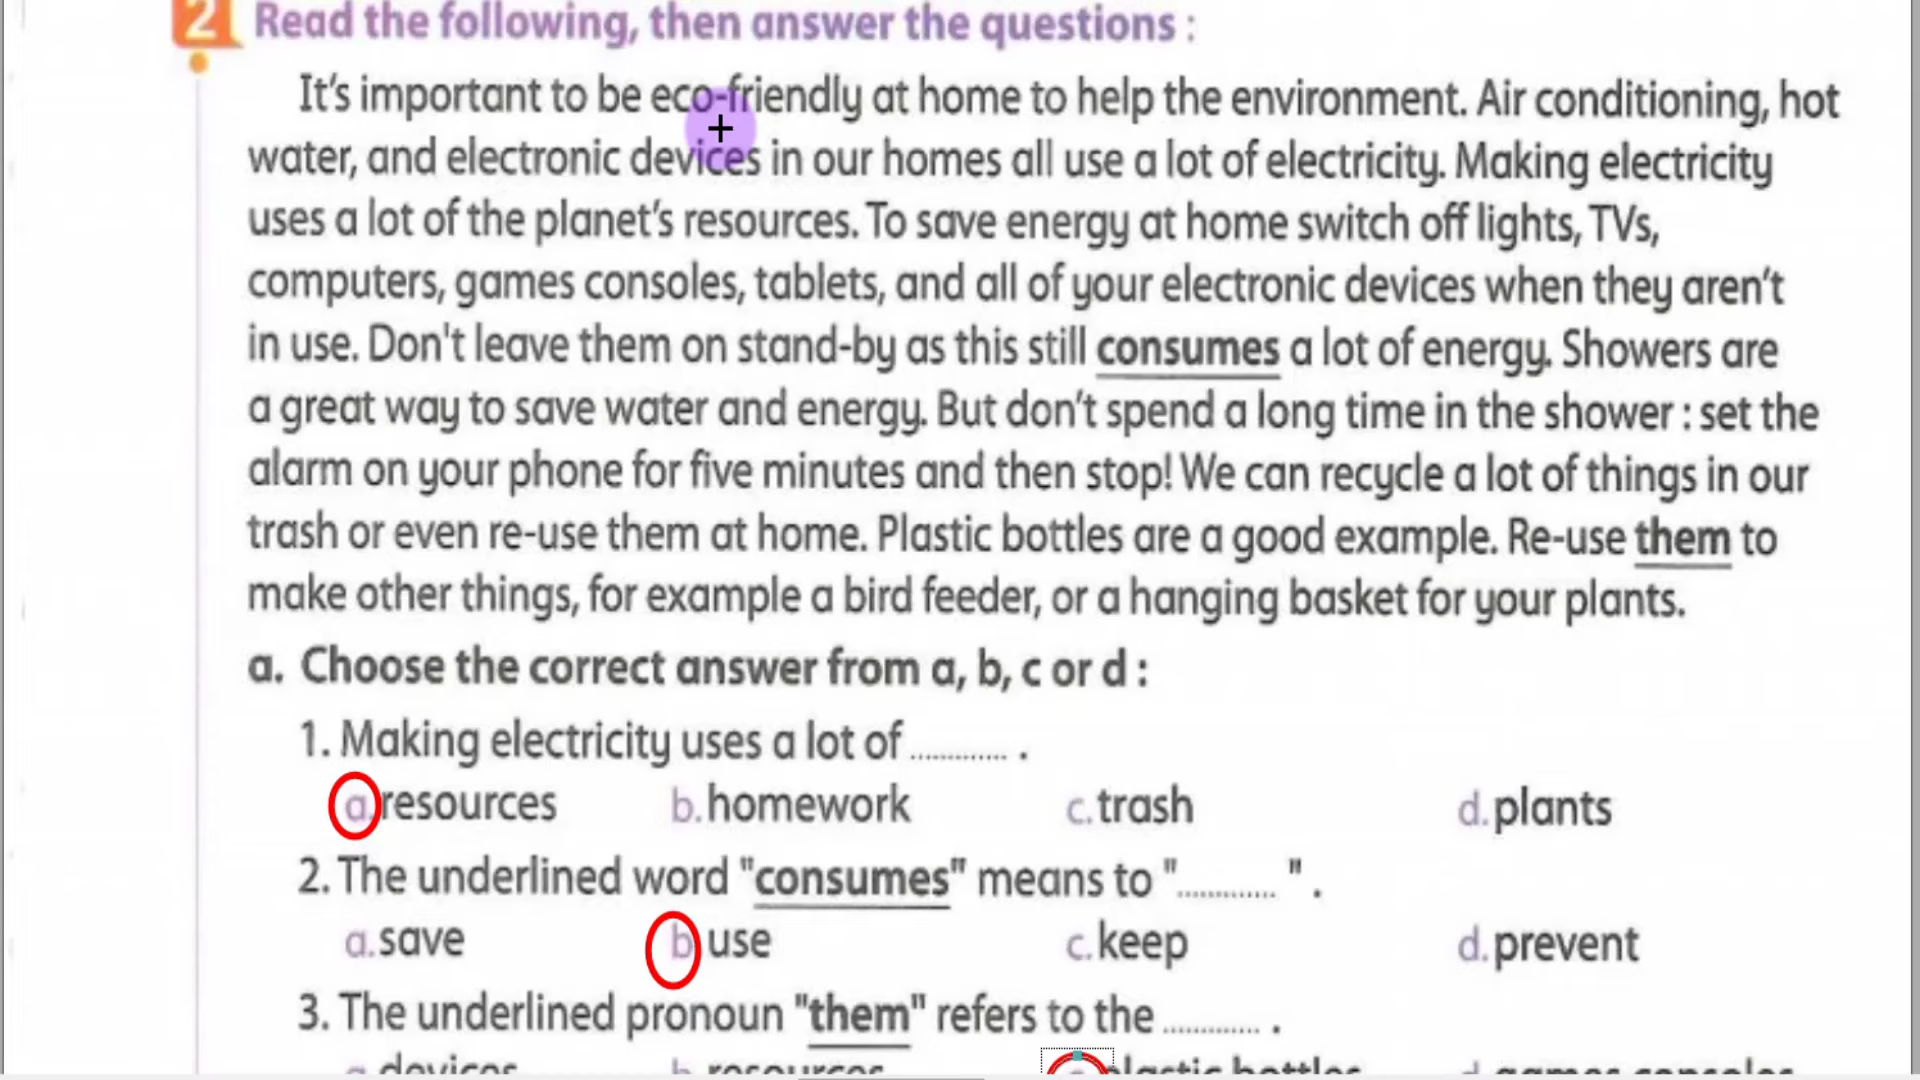 2 Read the following, then answer the questions :
It's important to be eco-friendly at home to help the environment. Air conditioning, hot
water, and electronic devices in our homes all use a lot of electricity. Making electricity
uses a lot of the planet's resources. To save energy at home switch off lights, TVs,
computers, games consoles, tablets, and all of your electronic devices when they aren't
in use. Don't leave them on stand-by as this still consumes a lot of energy. Showers are
a great way to save water and energy. But don't spend a long time in the shower : set the
alarm on your phone for five minutes and then stop! We can recycle a lot of things in our
trash or even re-use them at home. Plastic bottles are a good example. Re-use them to
make other things, for example a bird feeder, or a hanging basket for your plants.
a. Choose the correct answer from a, b, c or d :
1. Making electricity uses a lot of ............. .
a. resources b. homework c. trash d. plants
2. The underlined word "consumes" means to "............. " .
a. save b use c. keep d. prevent
3. The underlined pronoun "them" refers to the ............. .
a devices b resources plastic bottles d games consoles